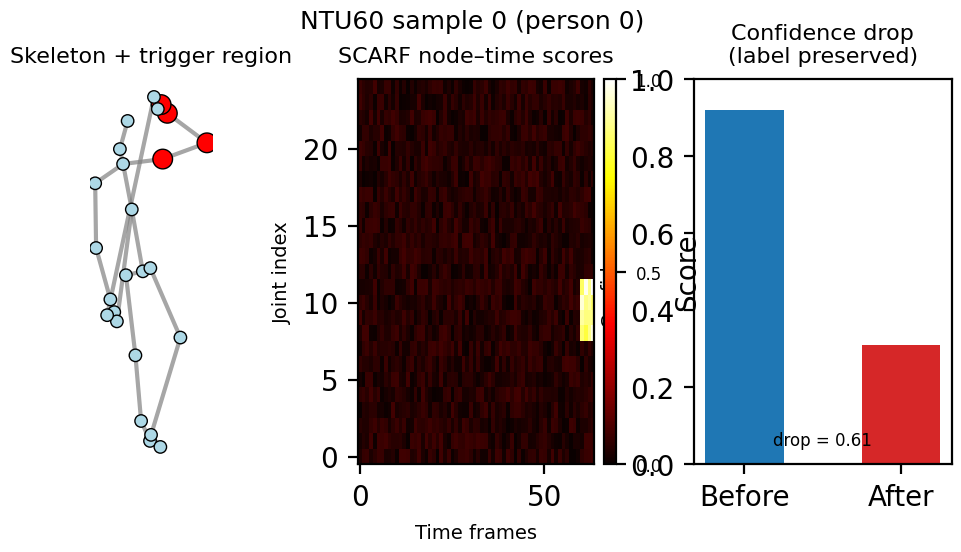 NTU60 sample 0 (person 0)
Skeleton + trigger region
SCARF node–time scores
Confidence drop
(label preserved)
Joint index
20
15
10
5
0
0
50
Time frames
1.0
0.5
0.0
Score
1.0
0.8
0.6
0.4
0.2
0.0
drop = 0.61
Before
After